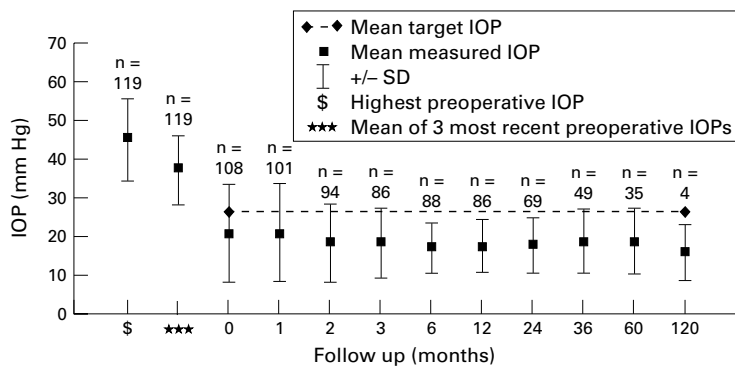 Mean target IOP
Mean measured IOP
+/– SD
$ Highest preoperative IOP
★★★ Mean of 3 most recent preoperative IOPs
IOP (mm Hg)
70
60
50
40
30
20
10
0
n =
119
n =
119
n =
108
n =
101
n =
94
n =
86
n =
88
n =
86
n =
69
n =
49
n =
35
n =
4
$ ★★★ 0 1 2 3 6 12 24 36 60 120
Follow up (months)